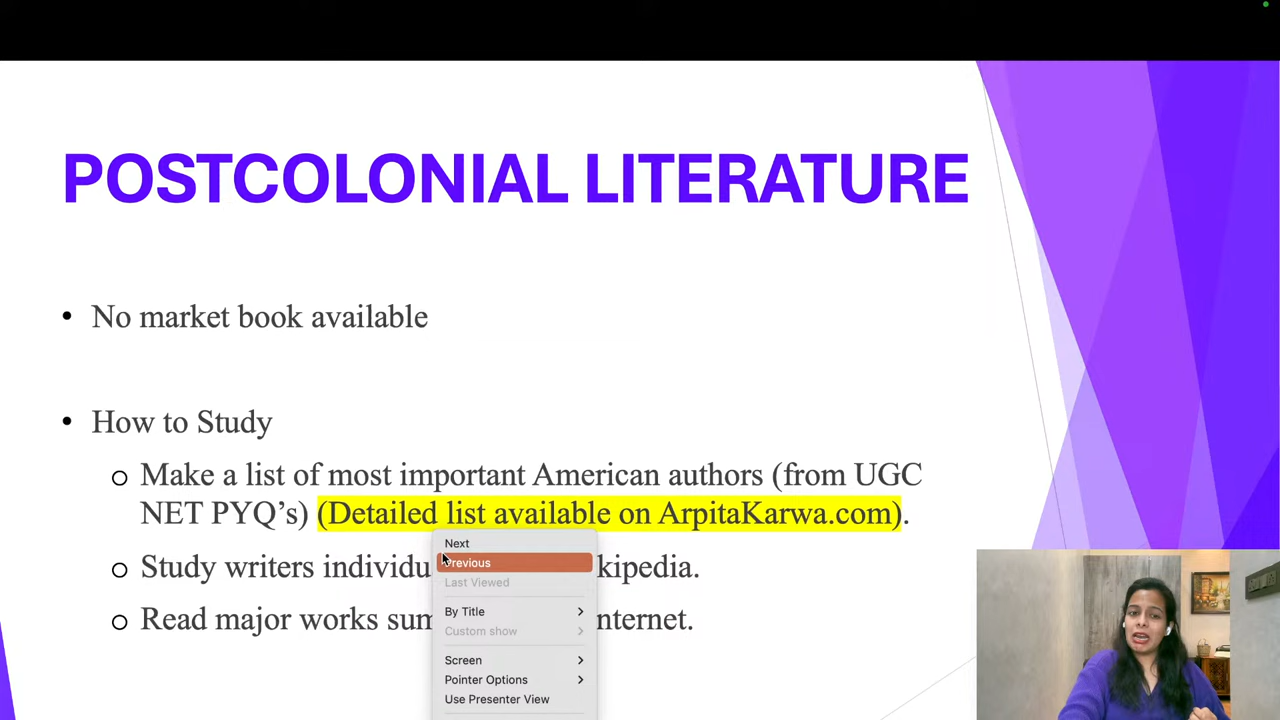 POSTCOLONIAL LITERATURE
• No market book available
• How to Study
o Make a list of most important American authors (from UGC
NET PYQ’s) (Detailed list available on ArpitaKarwa.com).
o Study writers kipedia.
o Read major works nternet.
Next
Previous
Last Viewed
By Title
Custom show
Screen
Pointer Options
Use Presenter View